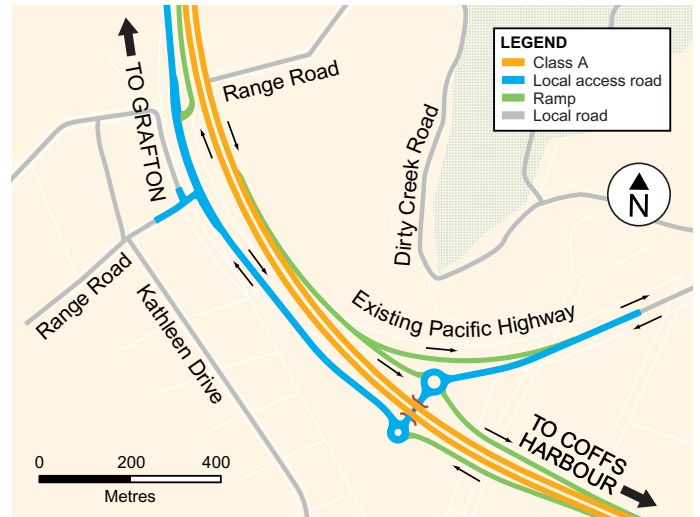 LEGEND
Class A
Local access road
Ramp
Local road
TO GRAFTON
Range Road
Dirty Creek Road
N
Range Road
Kathleen Drive
Existing Pacific Highway
TO COFFS
HARBOUR
0 200 400
Metres